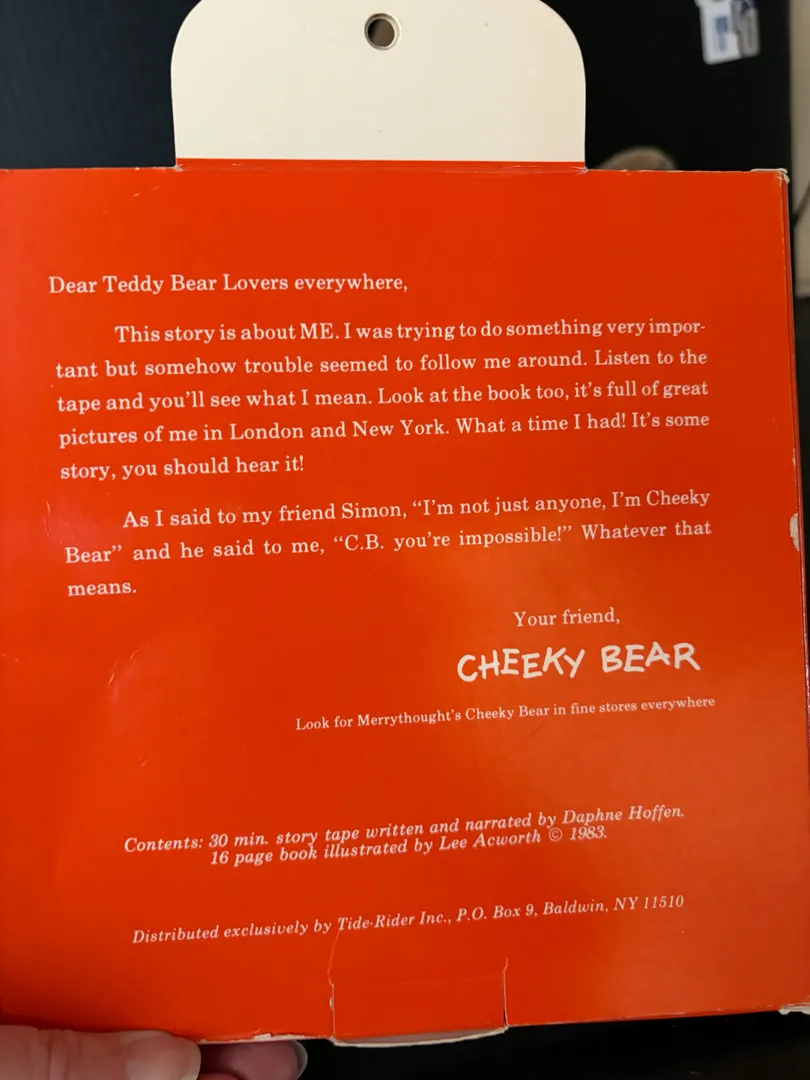 Dear Teddy Bear Lovers everywhere,
This story is about ME. I was trying to do something very impor-
tant but somehow trouble seemed to follow me around. Listen to the
tape and you'll see what I mean. Look at the book too, it's full of great
pictures of me in London and New York. What a time I had! It's some
story, you should hear it!
As I said to my friend Simon, “I'm not just anyone, I'm Cheeky
Bear” and he said to me, “C.B. you're impossible!” Whatever that
means.
Your friend,
CHEEKY BEAR
Look for Merrythought's Cheeky Bear in fine stores everywhere
Contents: 30 min. story tape written and narrated by Daphne Hoffen.
16 page book illustrated by Lee Acworth © 1983.
Distributed exclusively by Tide-Rider Inc., P.O. Box 9, Baldwin, NY 11510